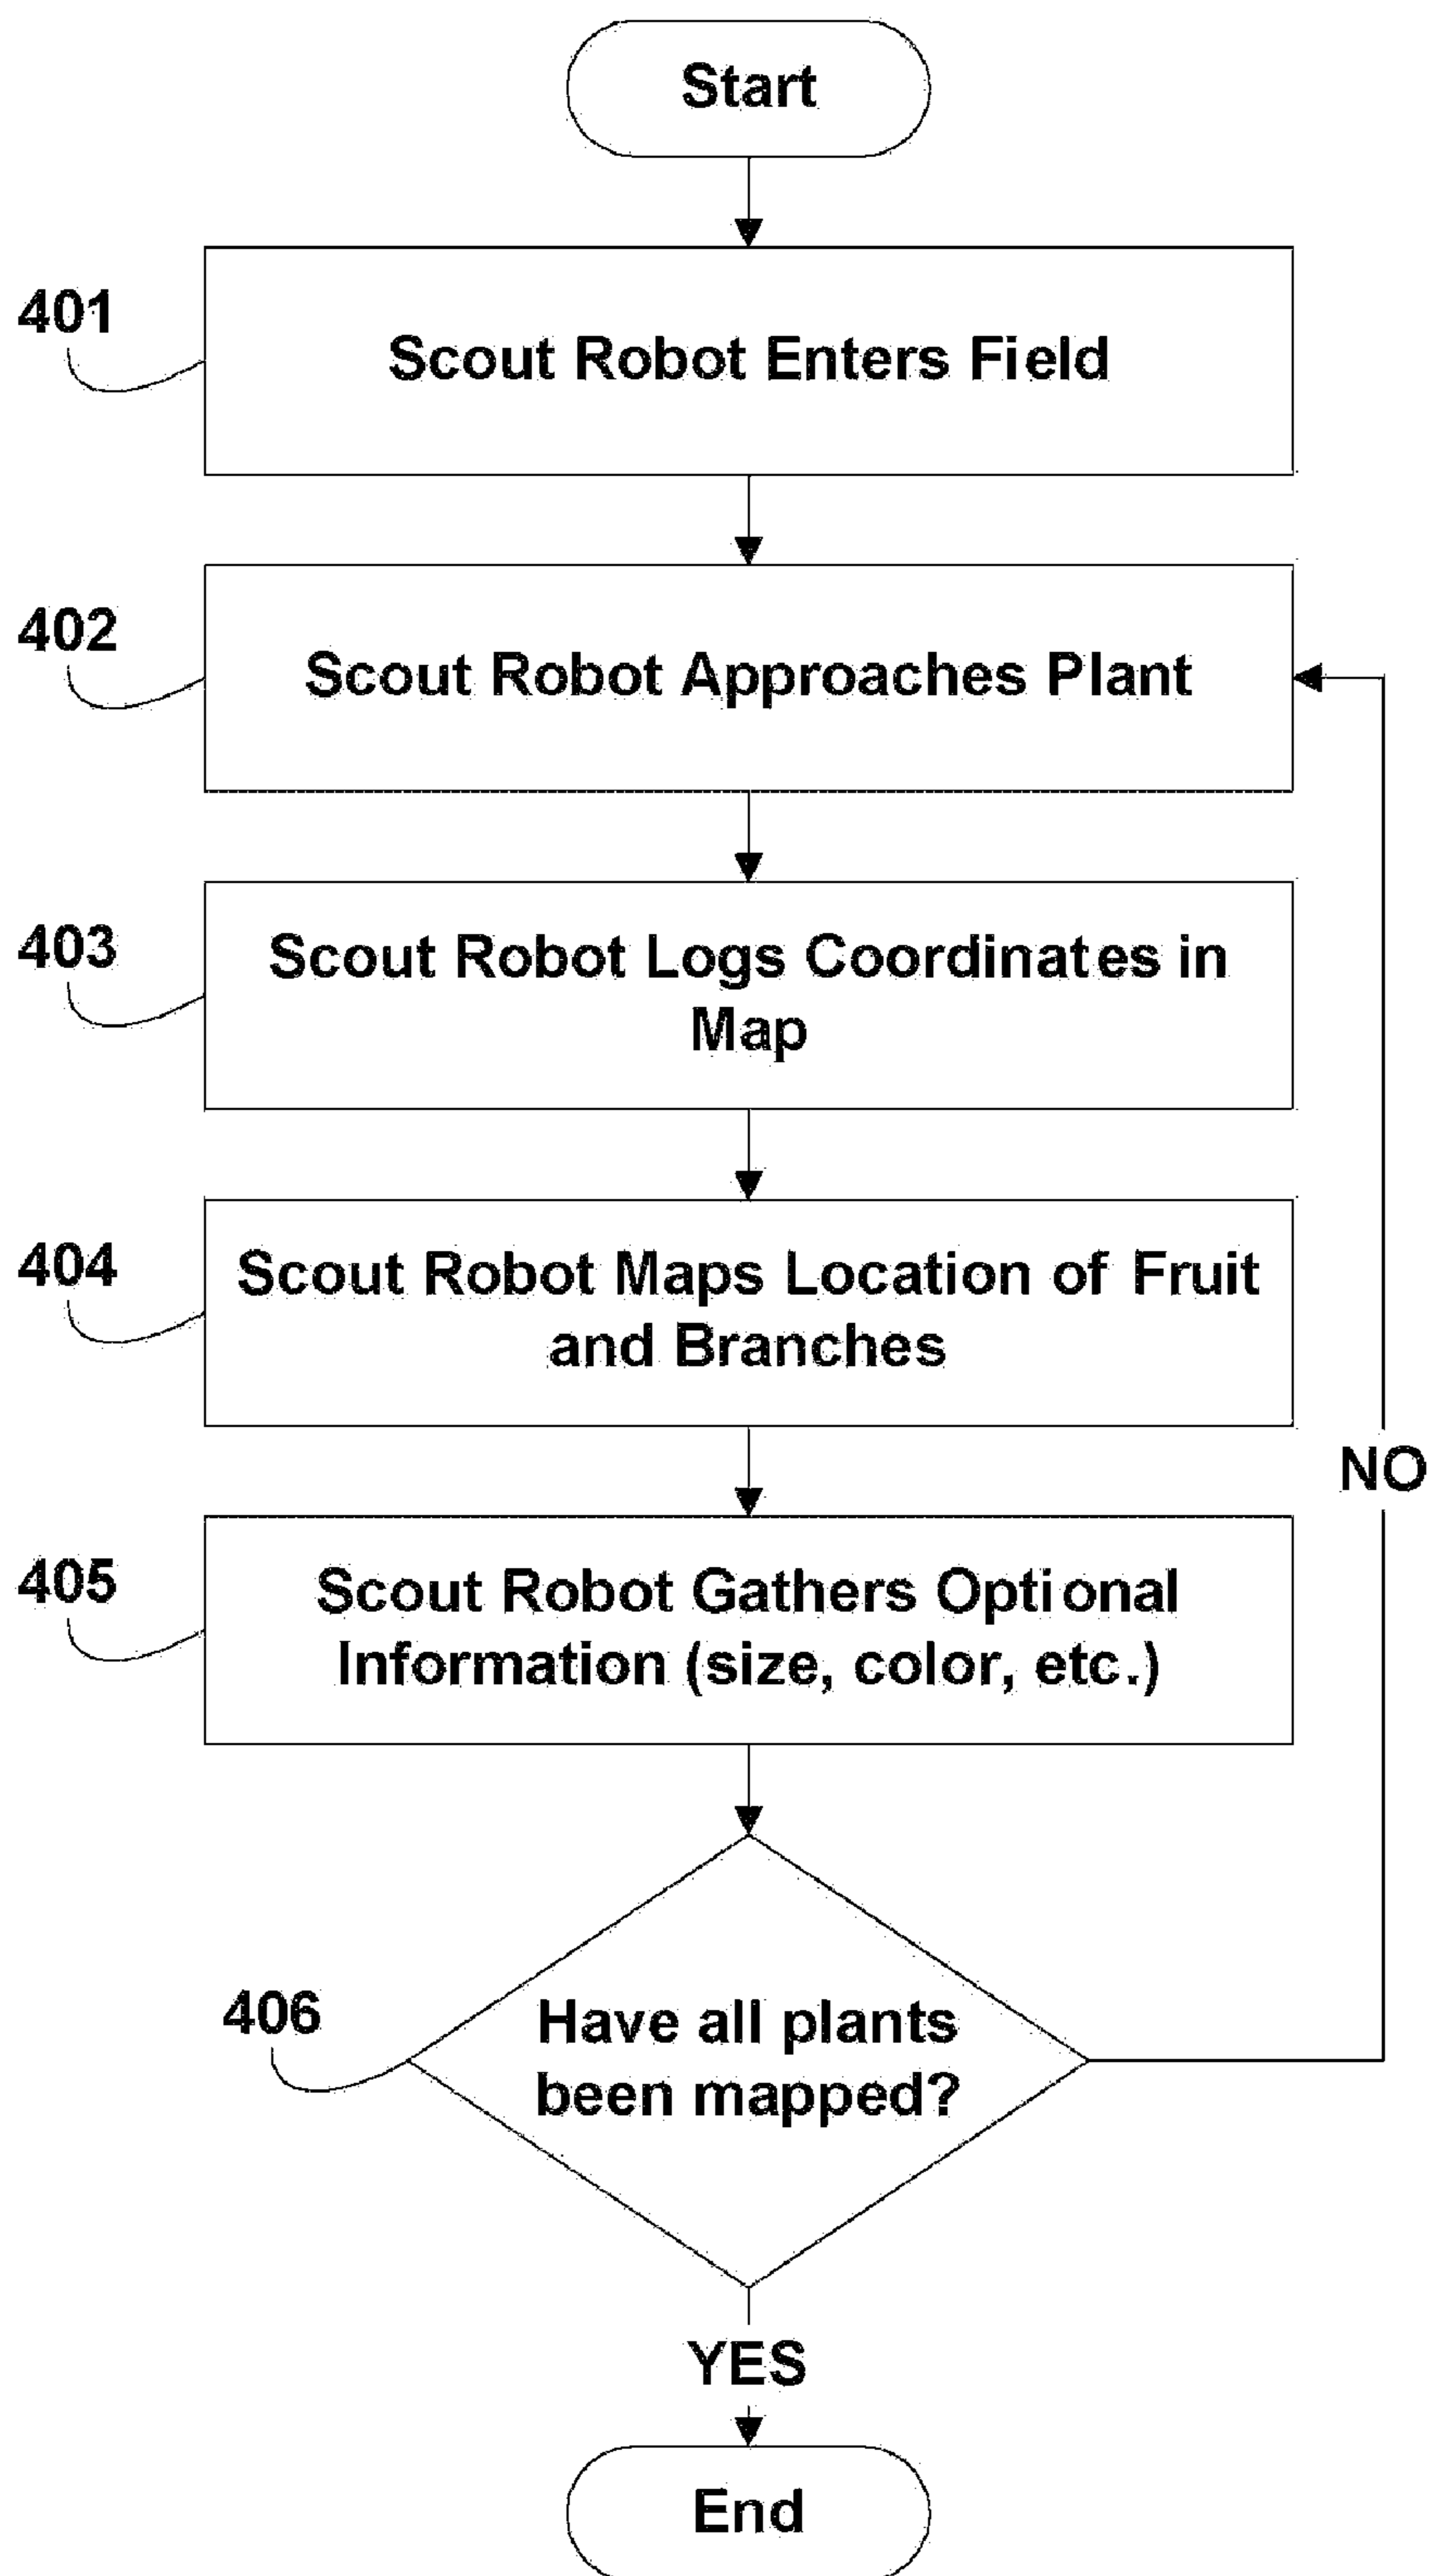 Start
401
Scout Robot Enters Field
402
Scout Robot Approaches Plant
403
Scout Robot Logs Coordinates in
Map
404
Scout Robot Maps Location of Fruit
and Branches
NO
405
Scout Robot Gathers Optional
Information (size, color, etc.)
406
Have all plants
been mapped?
YES
End